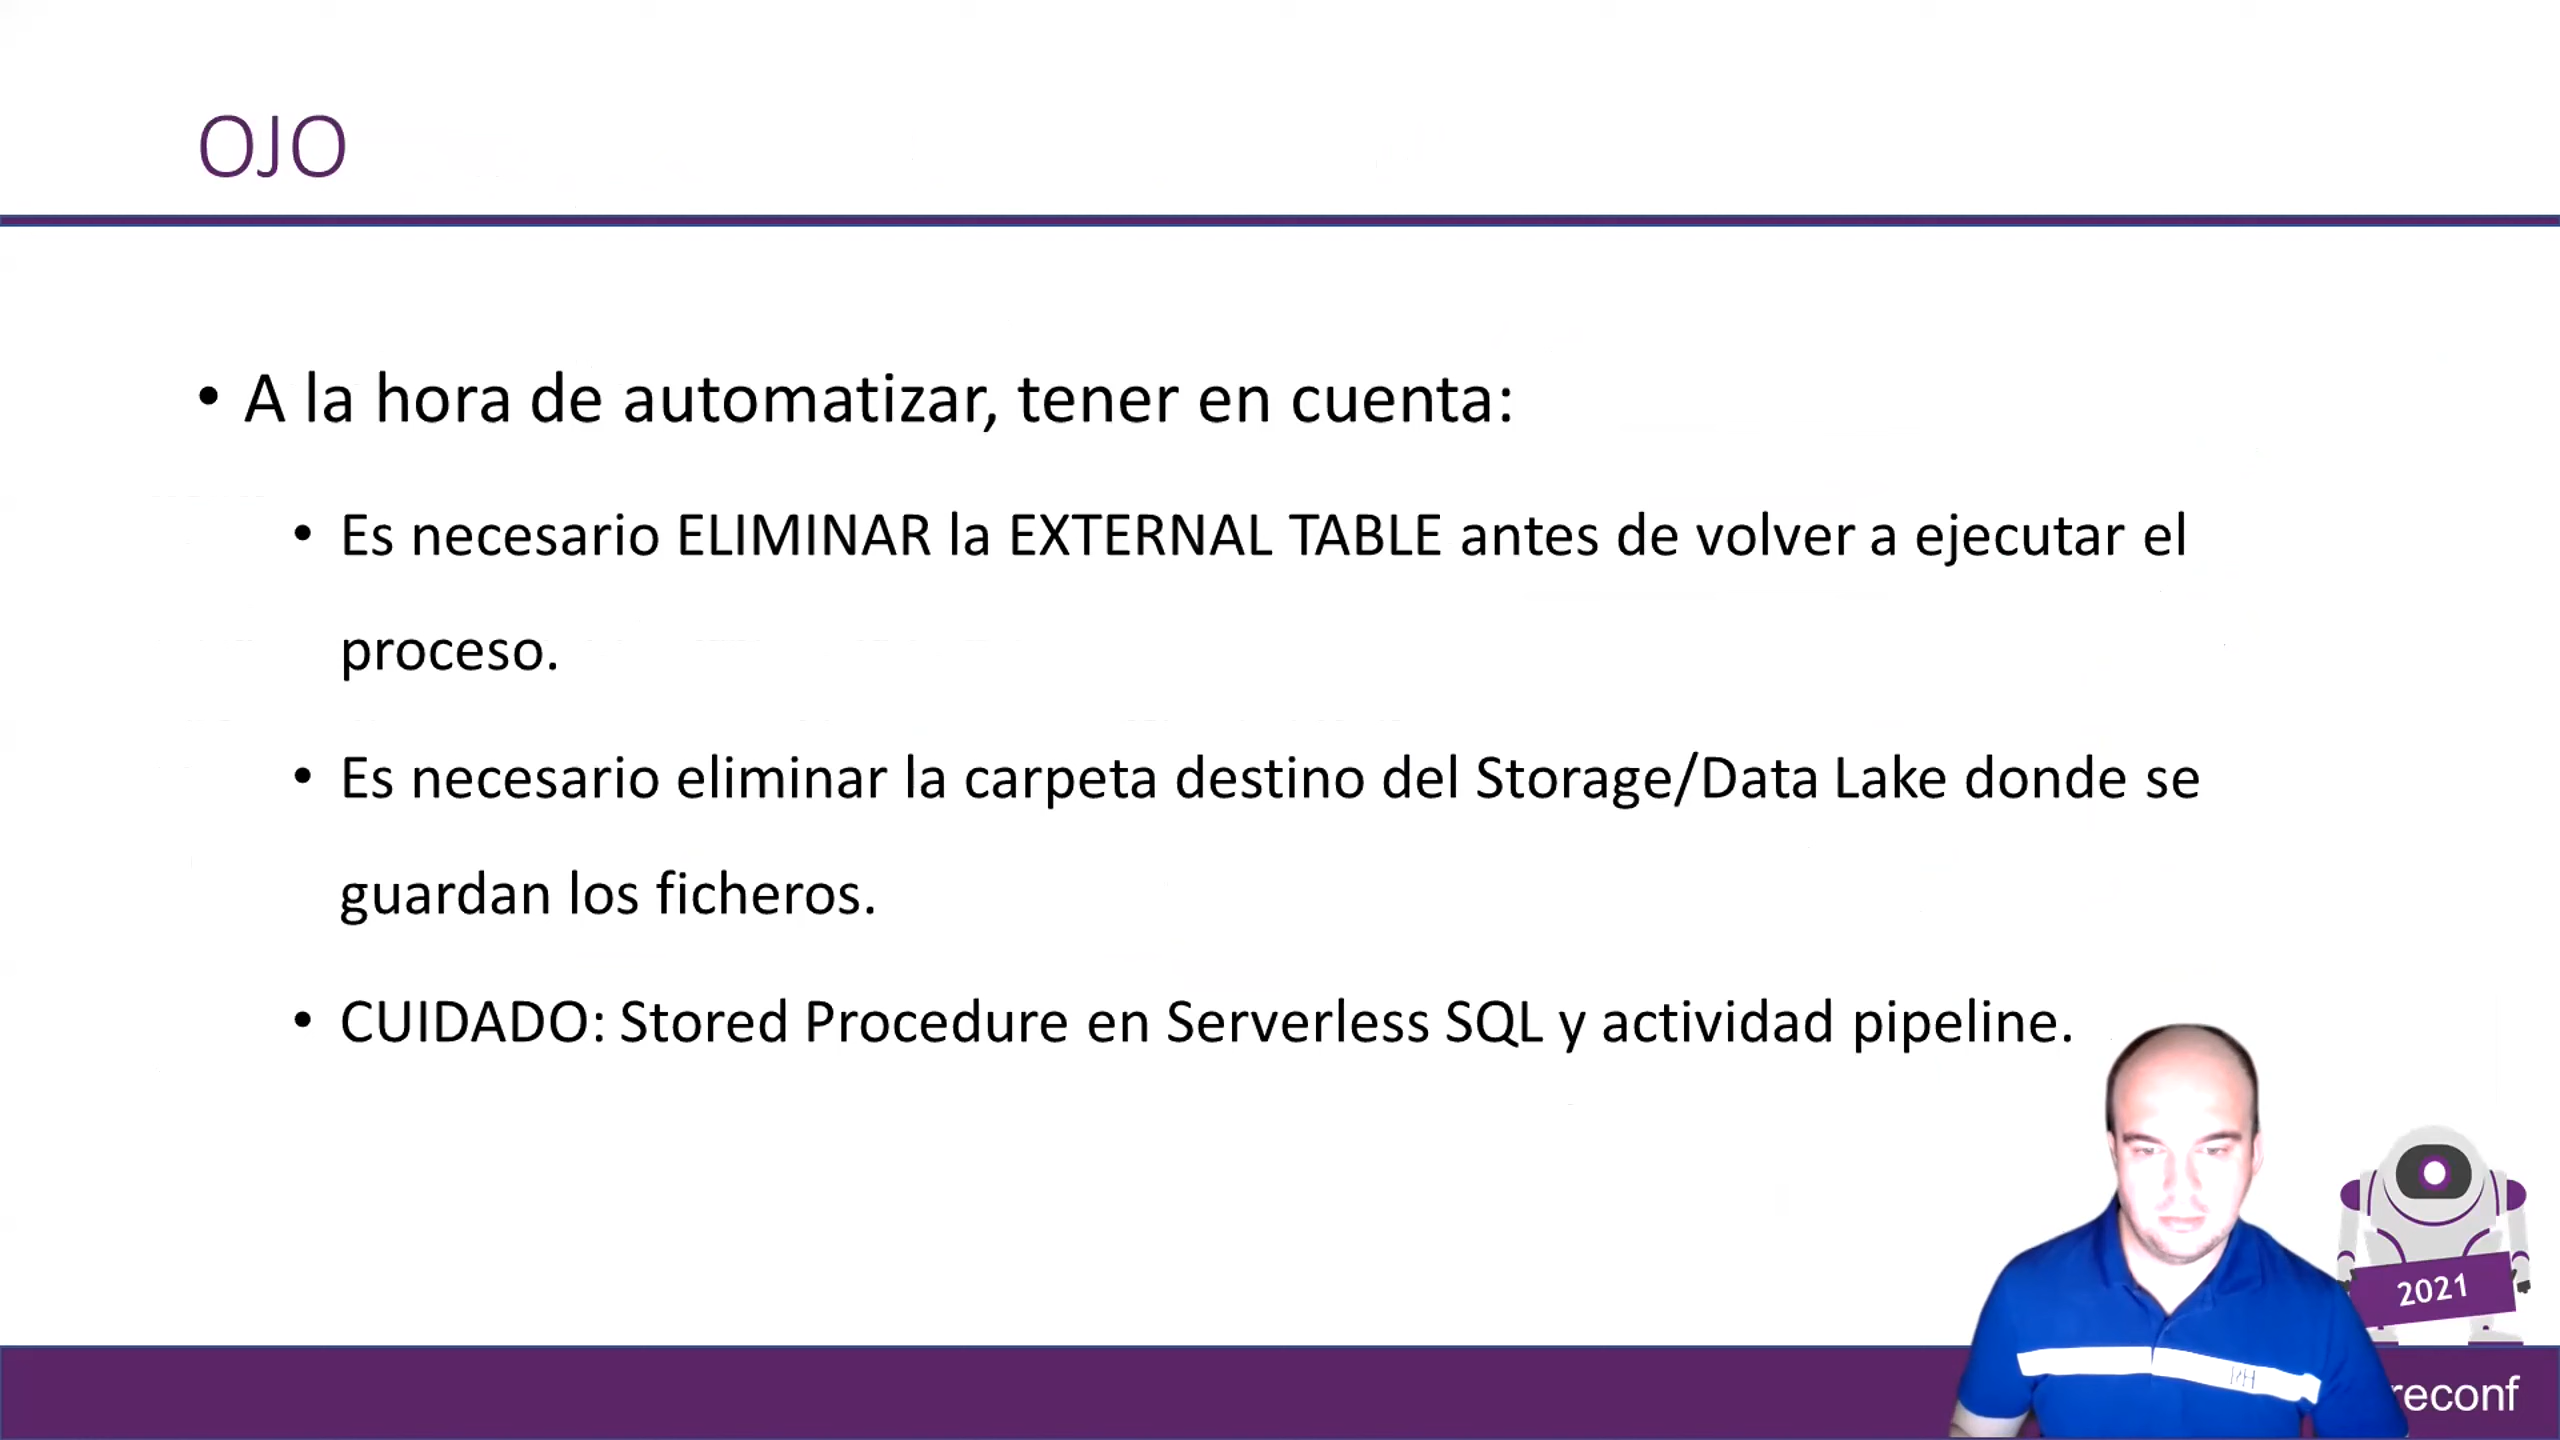 OJO
• A la hora de automatizar, tener en cuenta:
• Es necesario ELIMINAR la EXTERNAL TABLE antes de volver a ejecutar el
proceso.
• Es necesario eliminar la carpeta destino del Storage/Data Lake donde se
guardan los ficheros.
• CUIDADO: Stored Procedure en Serverless SQL y actividad pipeline.
2021
reconf